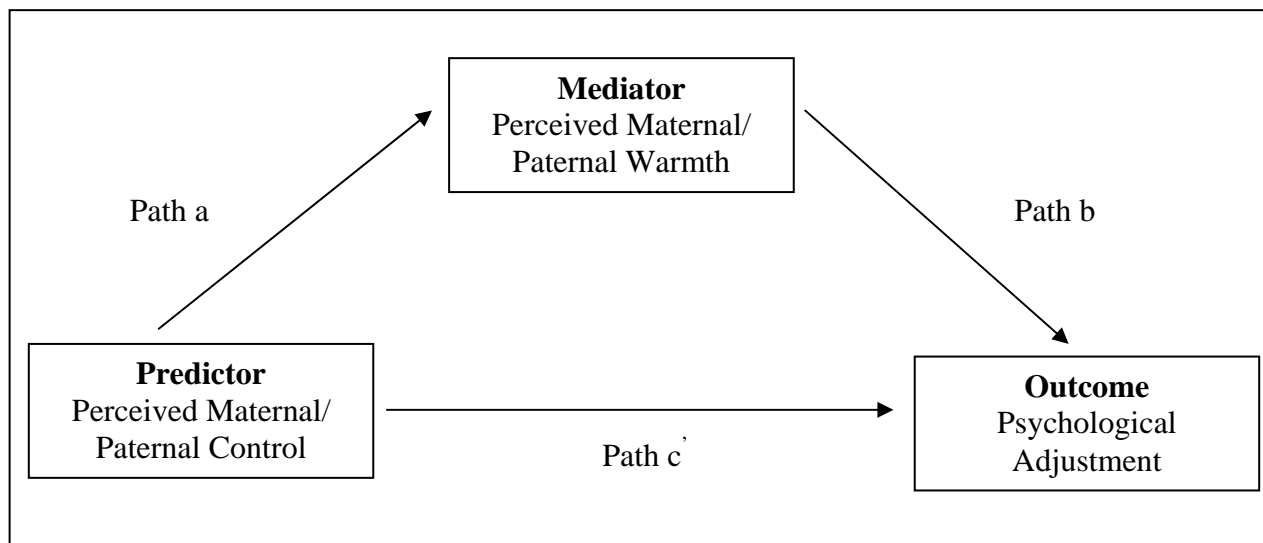 Mediator
Perceived Maternal/
Paternal Warmth
Path a
Path b
Predictor
Perceived Maternal/
Paternal Control
Path c’
Outcome
Psychological
Adjustment